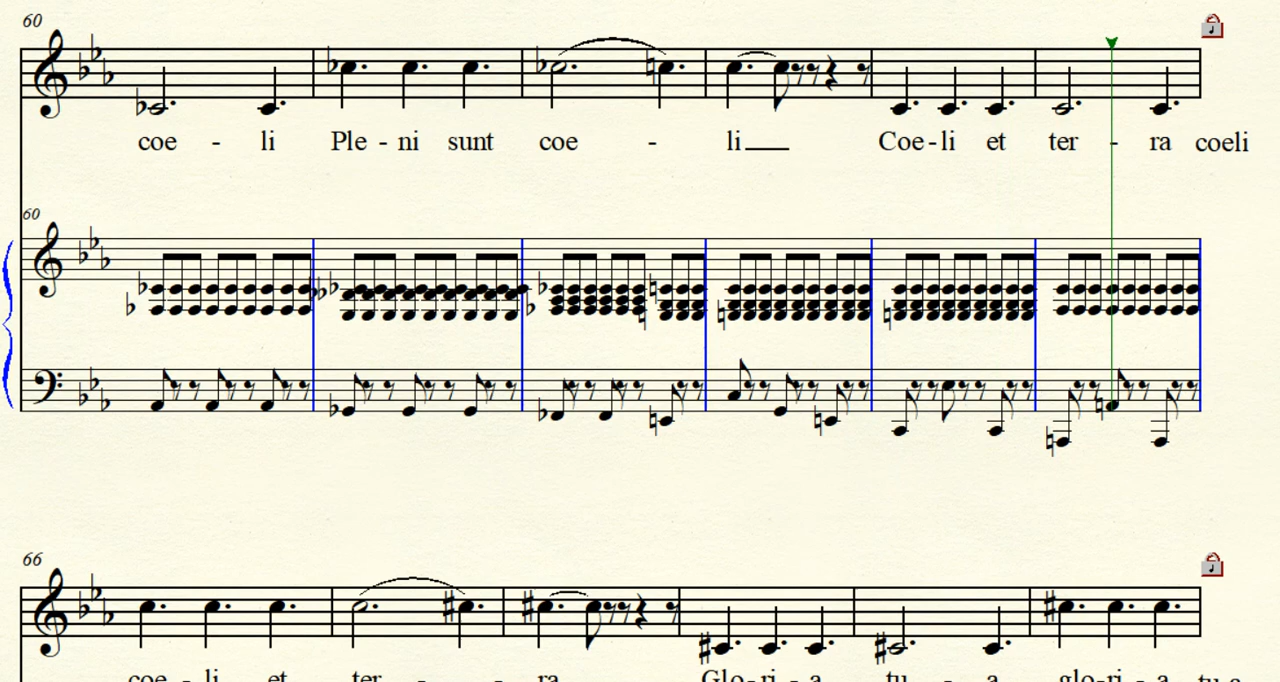 60
coe - li Ple - ni sunt coe - li Coe - li et ter - ra coeli
60
66
coe - li et ter - - ra Glo - ri - a tu - a glo - ri - a tu a